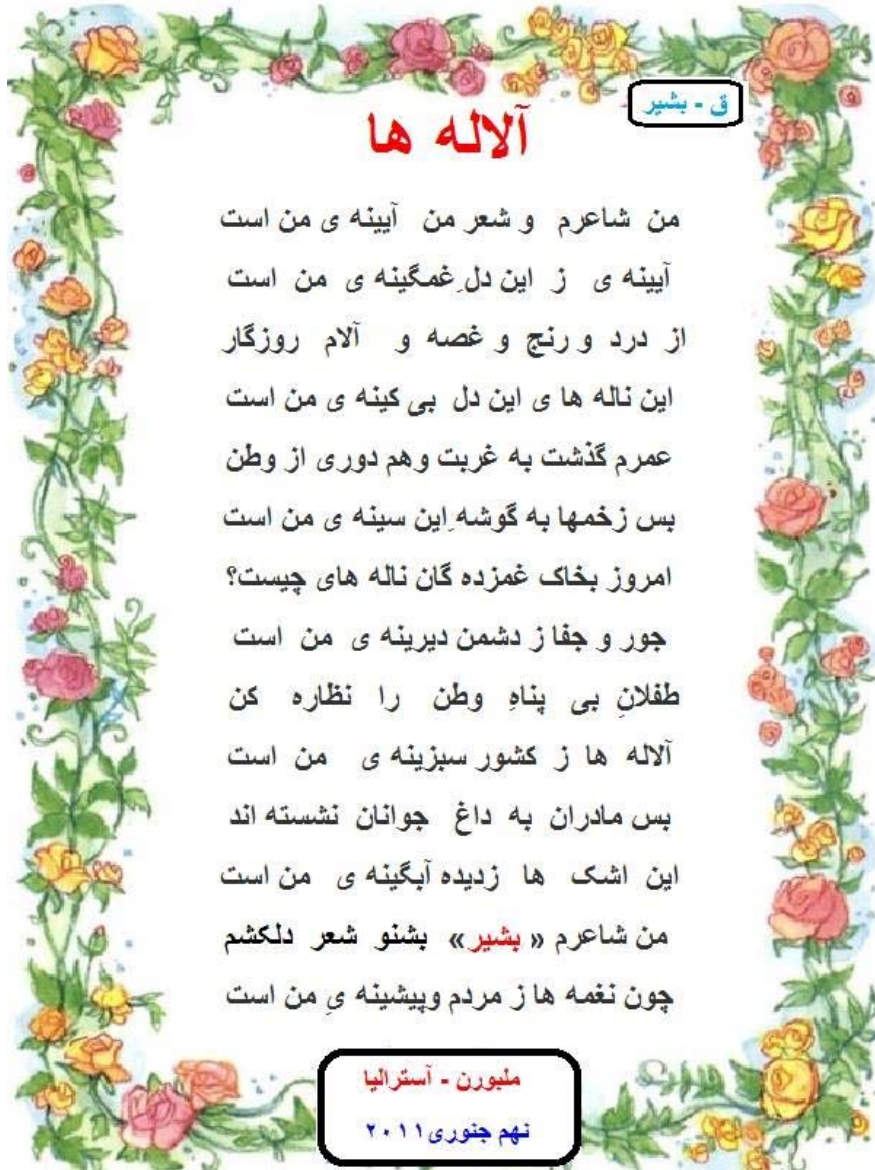 ق - بشیر
آلاله ها
من شاعرم و شعر من آیینه ی من است
آیینه ی ز این دلِ غمگینه ی من است
از درد و رنج و غصه و آلام روزگار
این ناله ها ی این دل بی کینه ی من است
عمرم گذشت به غربت وهم دوری از وطن
بس زخمها به گوشه ِاین سینه ی من است
امروز بخاک غمزده گان ناله های چیست؟
جور و جفا ز دشمن دیرینه ی من است
طفلانِ بی پناهِ وطن را نظاره کن
آلاله ها ز کشور سبزینه ی من است
بس مادران به داغ جوانان نشسته اند
این اشک ها زدیده آبگینه ی من است
من شاعرم « بشیر» بشنو شعر دلکشم
چون نغمه ها ز مردم وپیشینه یِ من است
ملبورن - آسترالیا
نهم جنوری ۲۰۱۱